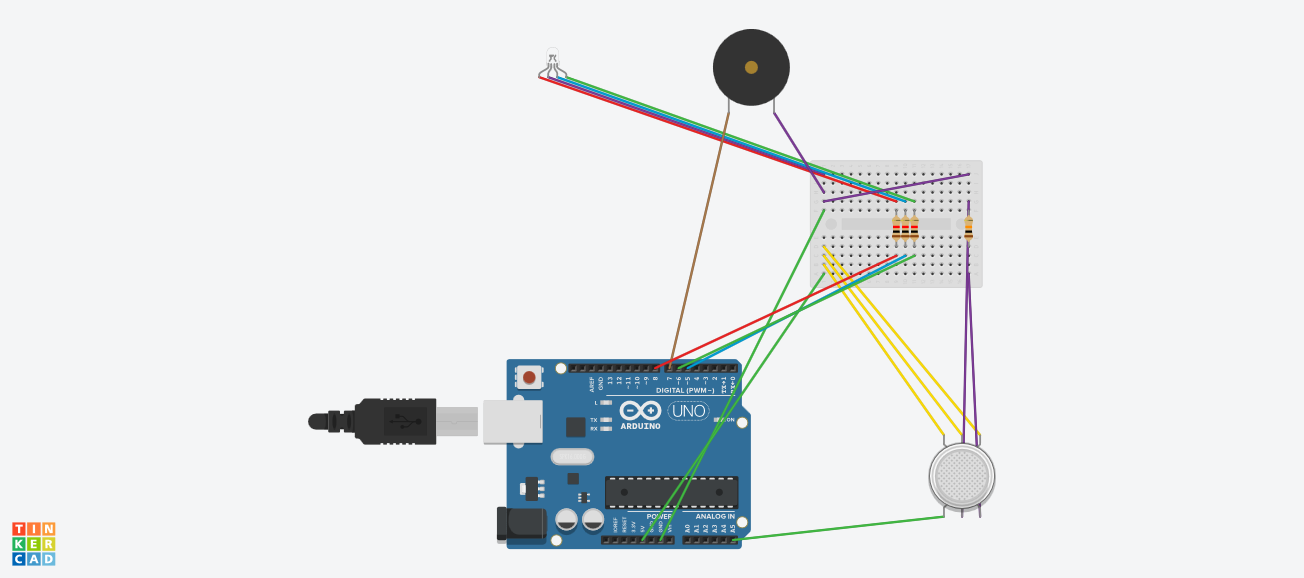 AREF
GND
13
12
~11
~10
~9
8
7
~6
~5
4
~3
2
TX→1
RX←0
DIGITAL (PWM~)
L
TX
RX
ARDUINO
UNO
ON
POWER
ANALOG IN
IOREF
RESET
3.3V
5V
GND
A0
A1
A2
A3
A4
A5
TIN
KER
CAD